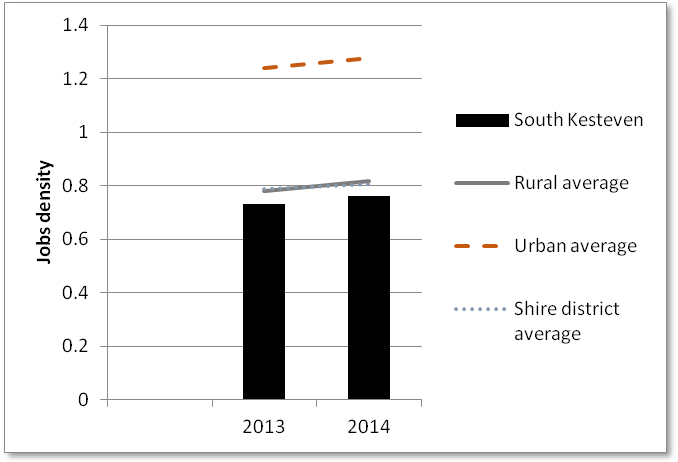 1.4
1.2
1
0.8
0.6
0.4
0.2
0
Jobs density
2013
2014
South Kesteven
Rural average
Urban average
Shire district
average